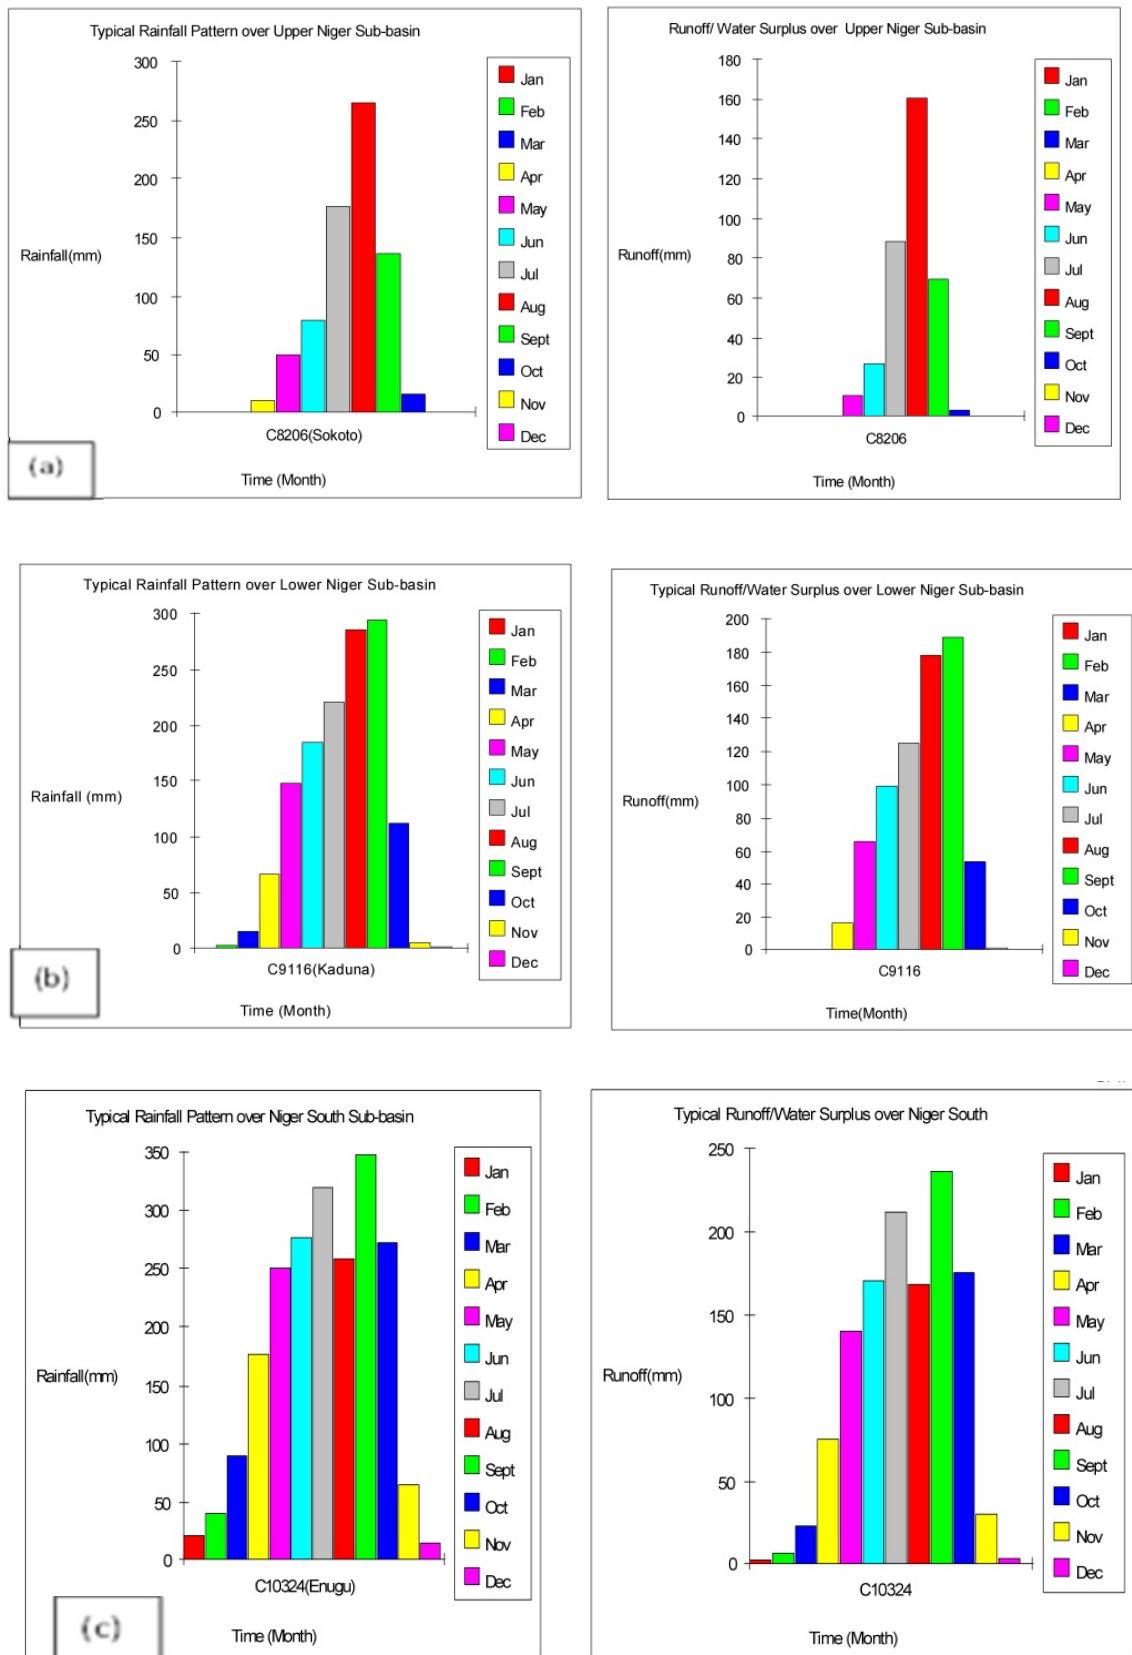 Typical Rainfall Pattern over Upper Niger Sub-basin
300
250
200
150
100
50
0
Rainfall(mm)
C8206(Sokoto)
Time (Month)
Jan
Feb
Mar
Apr
May
Jun
Jul
Aug
Sept
Oct
Nov
Dec
(a)
Runoff/ Water Surplus over Upper Niger Sub-basin
180
160
140
120
100
80
60
40
20
0
Runoff(mm)
C8206
Time (Month)
Jan
Feb
Mar
Apr
May
Jun
Jul
Aug
Sept
Oct
Nov
Dec
Typical Rainfall Pattern over Lower Niger Sub-basin
300
250
200
150
100
50
0
Rainfall (mm)
C9116(Kaduna)
Time (Month)
Jan
Feb
Mar
Apr
May
Jun
Jul
Aug
Sept
Oct
Nov
Dec
(b)
Typical Runoff/Water Surplus over Lower Niger Sub-basin
200
180
160
140
120
100
80
60
40
20
0
Runoff(mm)
C9116
Time(Month)
Jan
Feb
Mar
Apr
May
Jun
Jul
Aug
Sept
Oct
Nov
Dec
Typical Rainfall Pattern over Niger South Sub-basin
350
300
250
200
150
100
50
0
Rainfall(mm)
C10324(Enugu)
Time (Month)
Jan
Feb
Mar
Apr
May
Jun
Jul
Aug
Sept
Oct
Nov
Dec
(c)
Typical Runoff/Water Surplus over Niger South
250
200
150
100
50
0
Runoff(mm)
C10324
Time (Month)
Jan
Feb
Mar
Apr
May
Jun
Jul
Aug
Sept
Oct
Nov
Dec